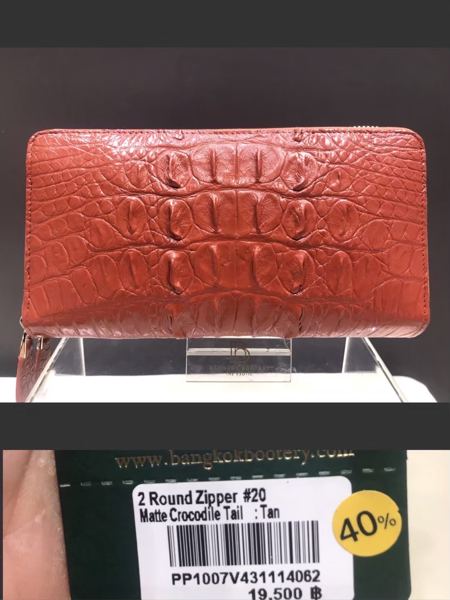 www.bangkokbootery.com
2 Round Zipper #20
Matte Crocodile Tail : Tan
40%
PP1007V431114062
19,500 ฿